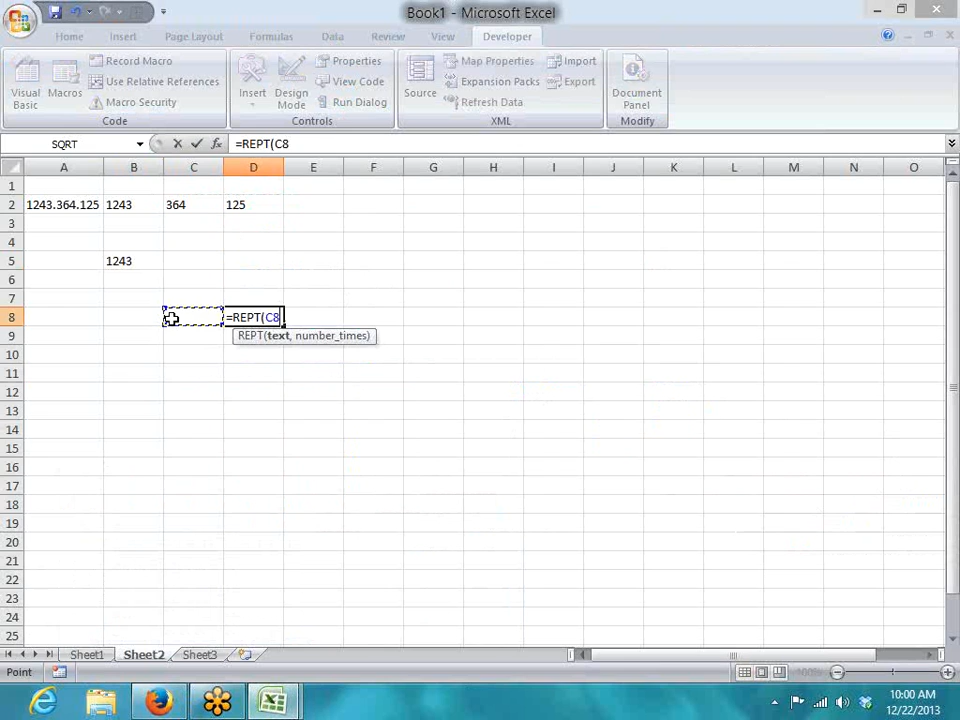 Book1 - Microsoft Excel
Home Insert Page Layout Formulas Data Review View Developer
Visual Basic
Macros
Record Macro
Use Relative References
Macro Security
Code
Insert
Design Mode
Properties
View Code
Run Dialog
Controls
Source
Map Properties
Expansion Packs
Refresh Data
Import
Export
XML
Document Panel
Modify
SQRT =REPT(C8
A B C D E F G H I J K L M N O
1
2 1243.364.125 1243 364 125
3
4
5 1243
6
7
8 =REPT(C8
REPT(text, number_times)
9
10
11
12
13
14
15
16
17
18
19
20
21
22
23
24
25
Sheet1 Sheet2 Sheet3
Point 100%
10:00 AM
12/22/2013